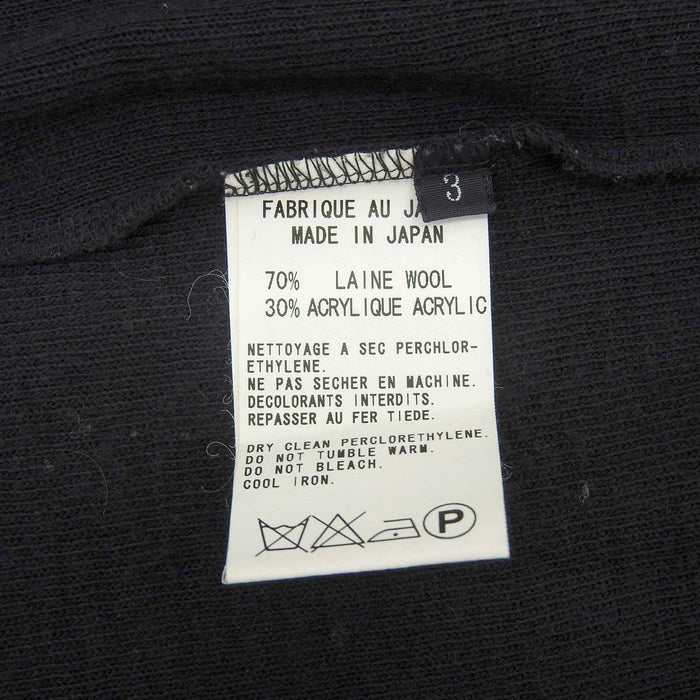 3
FABRIQUE AU
MADE IN JAPAN
70% LAINE WOOL
30% ACRYLIQUE ACRYLIC
NETTOYAGE A SEC PERCHLOR-
ETHYLENE.
NE PAS SECHER EN MACHINE.
DECOLORANTS INTERDITS.
REPASSER AU FER TIEDE.
DRY CLEAN PERCLORETHYLENE.
DO NOT TUMBLE WARM.
DO NOT BLEACH.
COOL IRON.
P